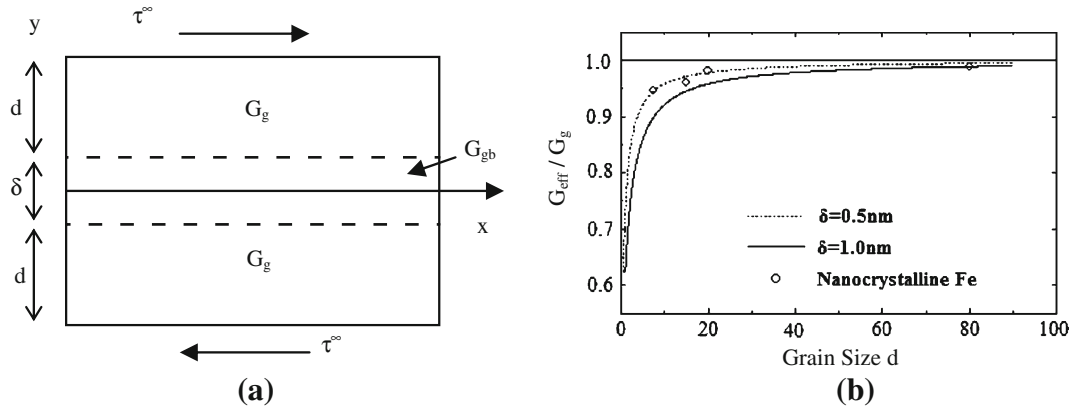 y
τ∞
d
G_g
G_gb
δ
x
d
G_g
τ∞
(a)
G_eff / G_g
1.0
0.9
0.8
0.7
0.6
δ=0.5nm
δ=1.0nm
Nanocrystalline Fe
0
20
40
60
80
100
Grain Size d
(b)